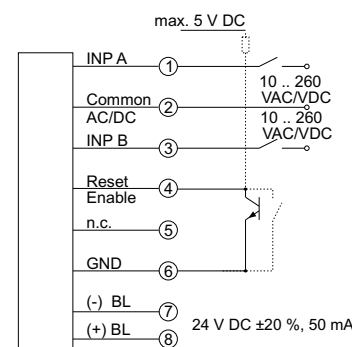 max. 5 V DC
INP A
1
10 .. 260
VAC/VDC
Common
2
AC/DC
10 .. 260
VAC/VDC
INP B
3
Reset
4
Enable
n.c.
5
GND
6
(-) BL
7
24 V DC ±20 %, 50 mA
(+) BL
8